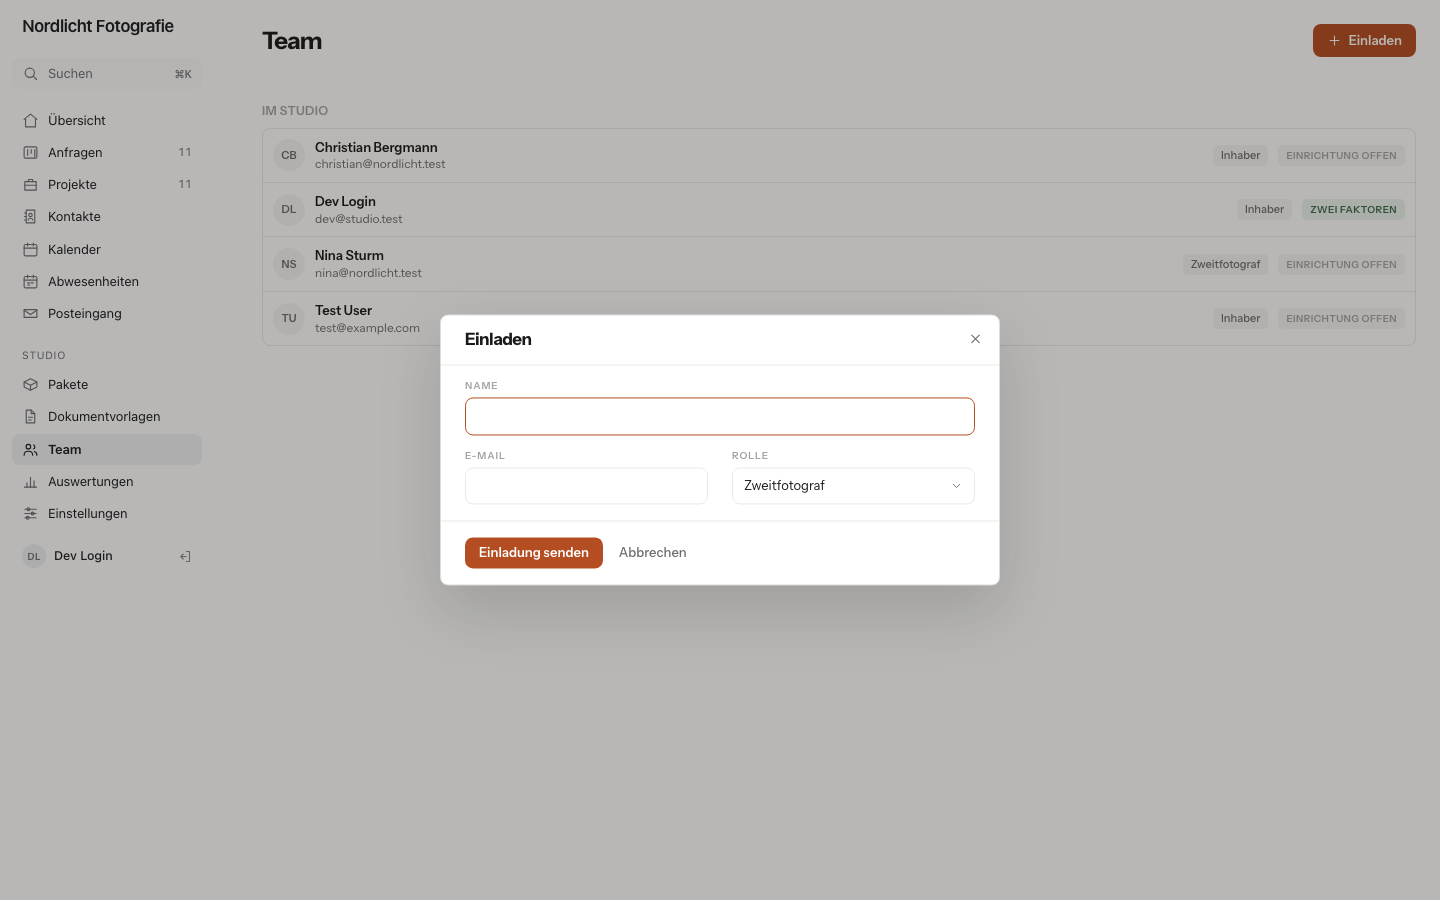 Nordlicht Fotografie
Suchen ⌘K
Übersicht
Anfragen 11
Projekte 11
Kontakte
Kalender
Abwesenheiten
Posteingang
STUDIO
Pakete
Dokumentvorlagen
Team
Auswertungen
Einstellungen
DL Dev Login
Team
Einladen
IM STUDIO
CB Christian Bergmann
christian@nordlicht.test
Inhaber EINRICHTUNG OFFEN
DL Dev Login
dev@studio.test
Inhaber ZWEI FAKTOREN
NS Nina Sturm
nina@nordlicht.test
Zweitfotograf EINRICHTUNG OFFEN
TU Test User
test@example.com
Inhaber EINRICHTUNG OFFEN
Einladen
NAME
E-MAIL ROLLE
Zweitfotograf
Einladung senden Abbrechen